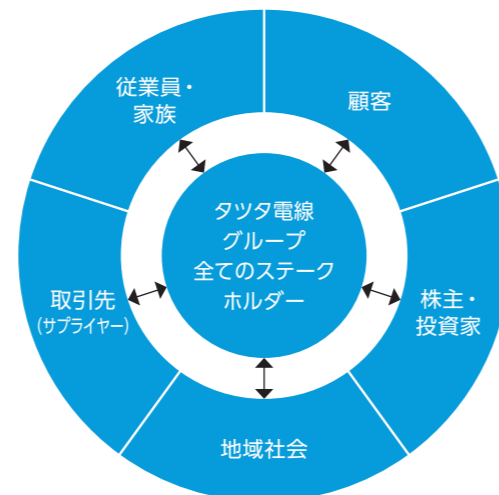 従業員・
家族
顧客
タツタ電線
グループ
全てのステーク
ホルダー
取引先
(サプライヤー)
株主・
投資家
地域社会